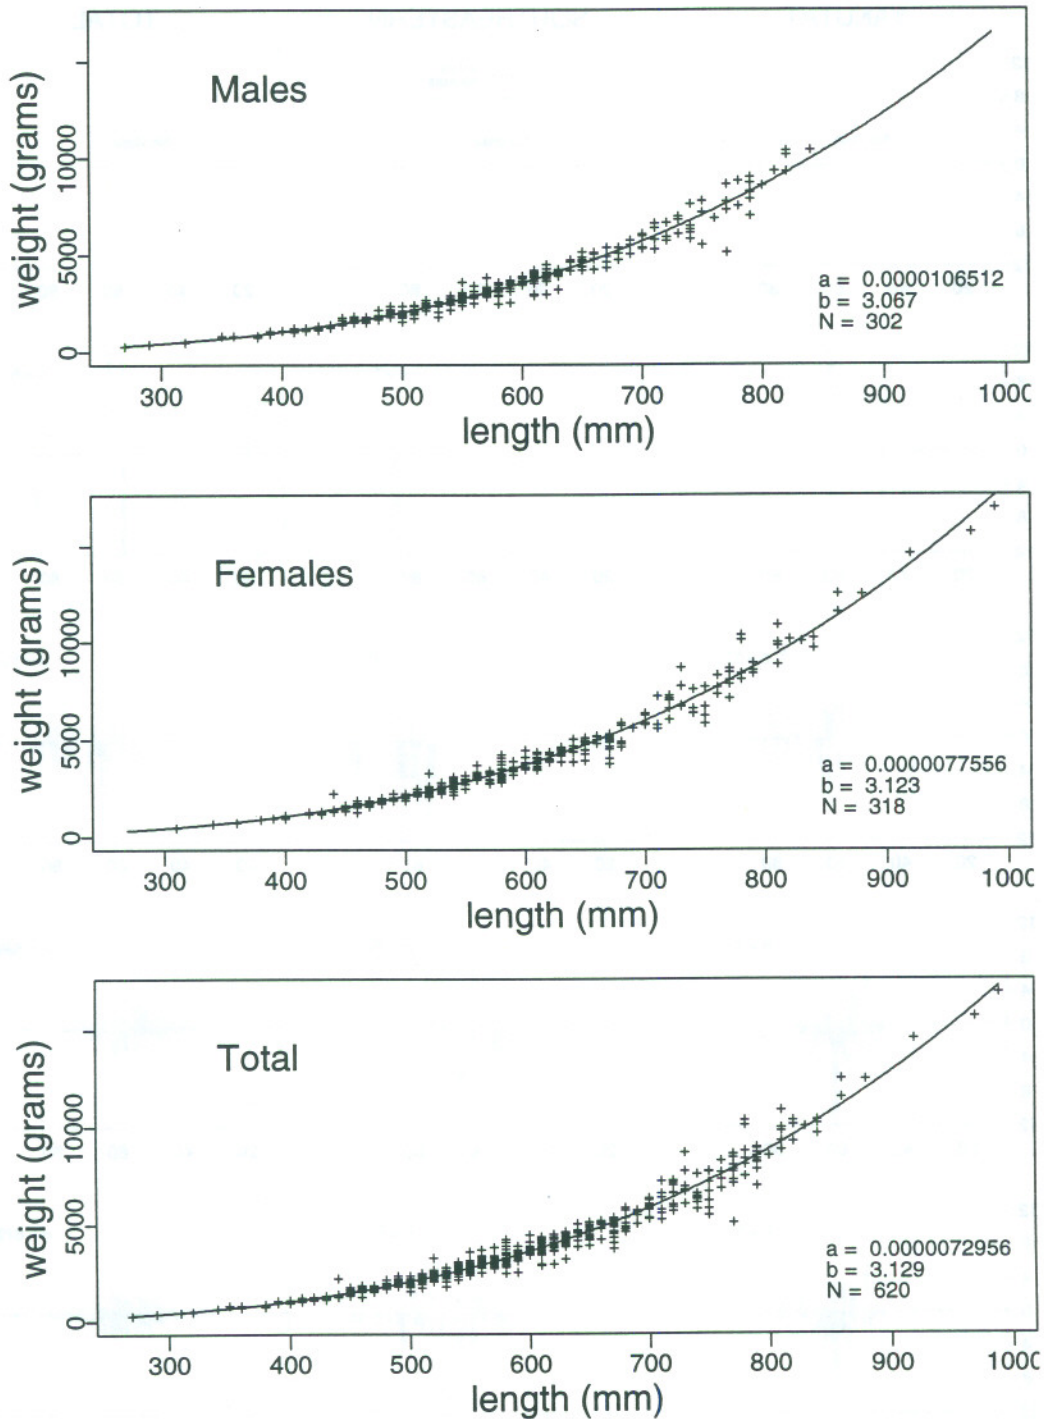 Males
weight (grams)
10000
5000
0
a = 0.0000106512
b = 3.067
N = 302
300 400 500 600 700 800 900 1000
length (mm)
Females
weight (grams)
10000
5000
0
a = 0.0000077556
b = 3.123
N = 318
300 400 500 600 700 800 900 1000
length (mm)
Total
weight (grams)
10000
5000
0
a = 0.0000072956
b = 3.129
N = 620
300 400 500 600 700 800 900 1000
length (mm)